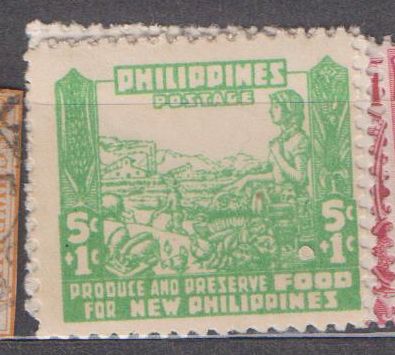 PHILIPPINES
POSTAGE
5c +1c
5c +1c
PRODUCE AND PRESERVE FOOD
FOR NEW PHILIPPINES